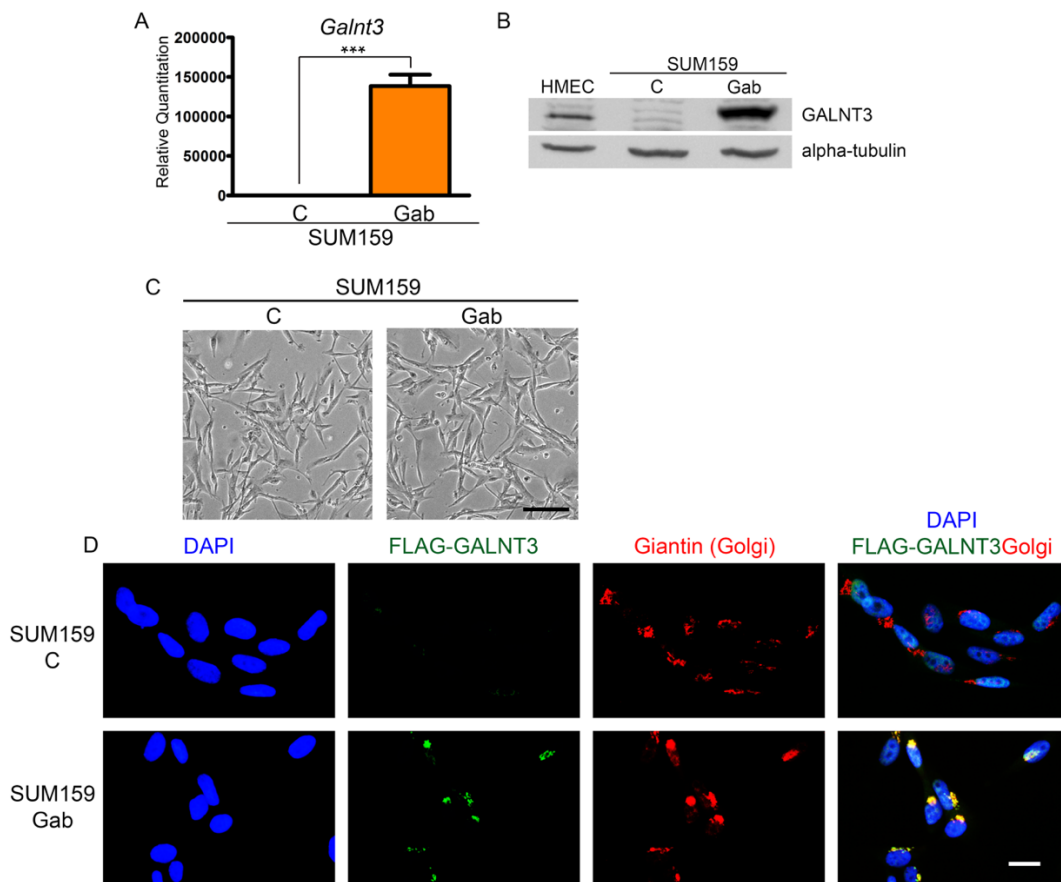 A
Galnt3
Relative Quantitation
200000
150000
100000
50000
0
***
C Gab
SUM159
B
SUM159
HMEC C Gab
GALNT3
alpha-tubulin
C
SUM159
C Gab
D
DAPI FLAG-GALNT3 Giantin (Golgi) DAPI
FLAG-GALNT3Golgi
SUM159
C
SUM159
Gab